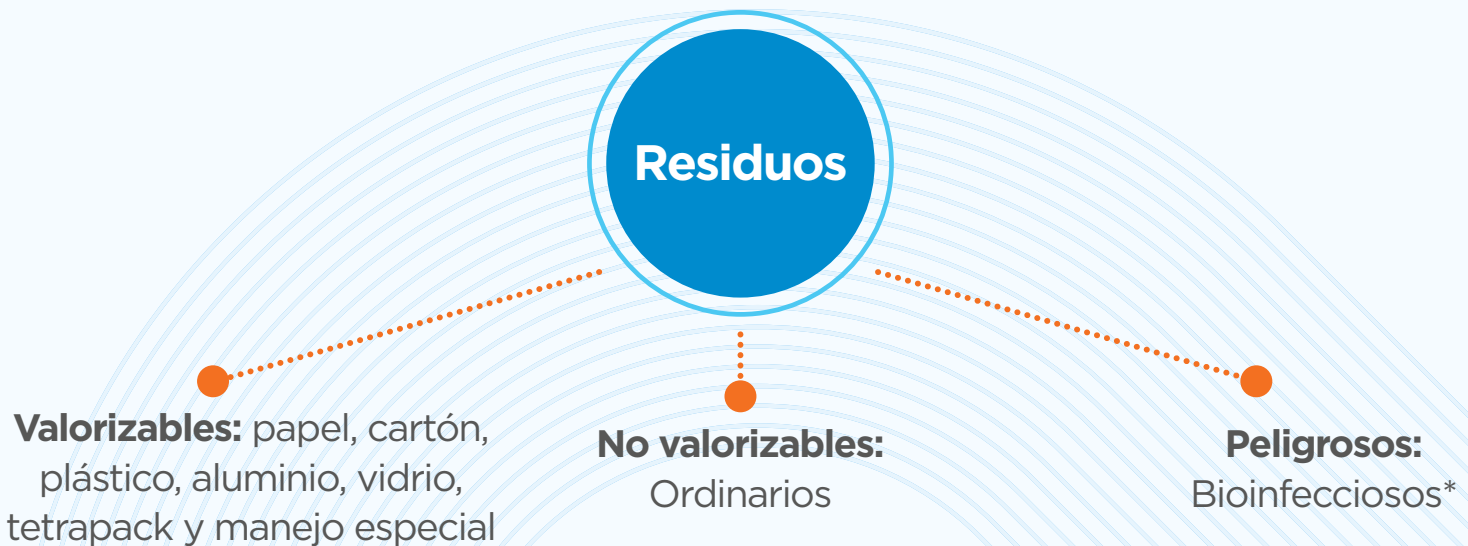 Residuos
Valorizables: papel, cartón,
plástico, aluminio, vidrio,
tetrapack y manejo especial
No valorizables:
Ordinarios
Peligrosos:
Bioinfecciosos*